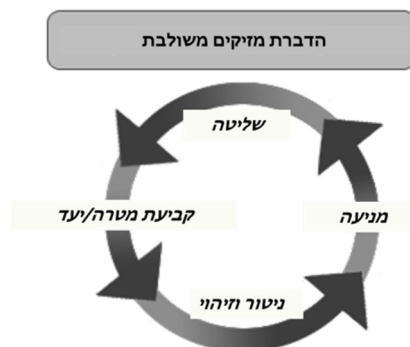 הדברת מזיקים משולבת
שליטה
קביעת מטרה/יעד
מניעה
ניטור וזיהוי